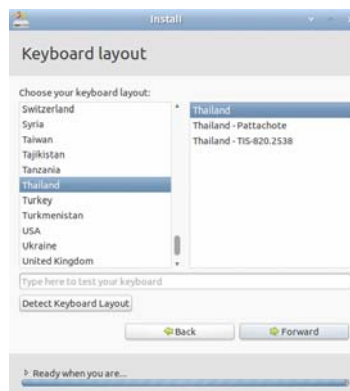 Install
Keyboard layout
Choose your keyboard layout:
Switzerland
Syria
Taiwan
Tajikistan
Tanzania
Thailand
Turkey
Turkmenistan
USA
Ukraine
United Kingdom
Thailand
Thailand - Pattachote
Thailand - TIS-820.2538
Type here to test your keyboard
Detect Keyboard Layout
Back
Forward
Ready when you are...